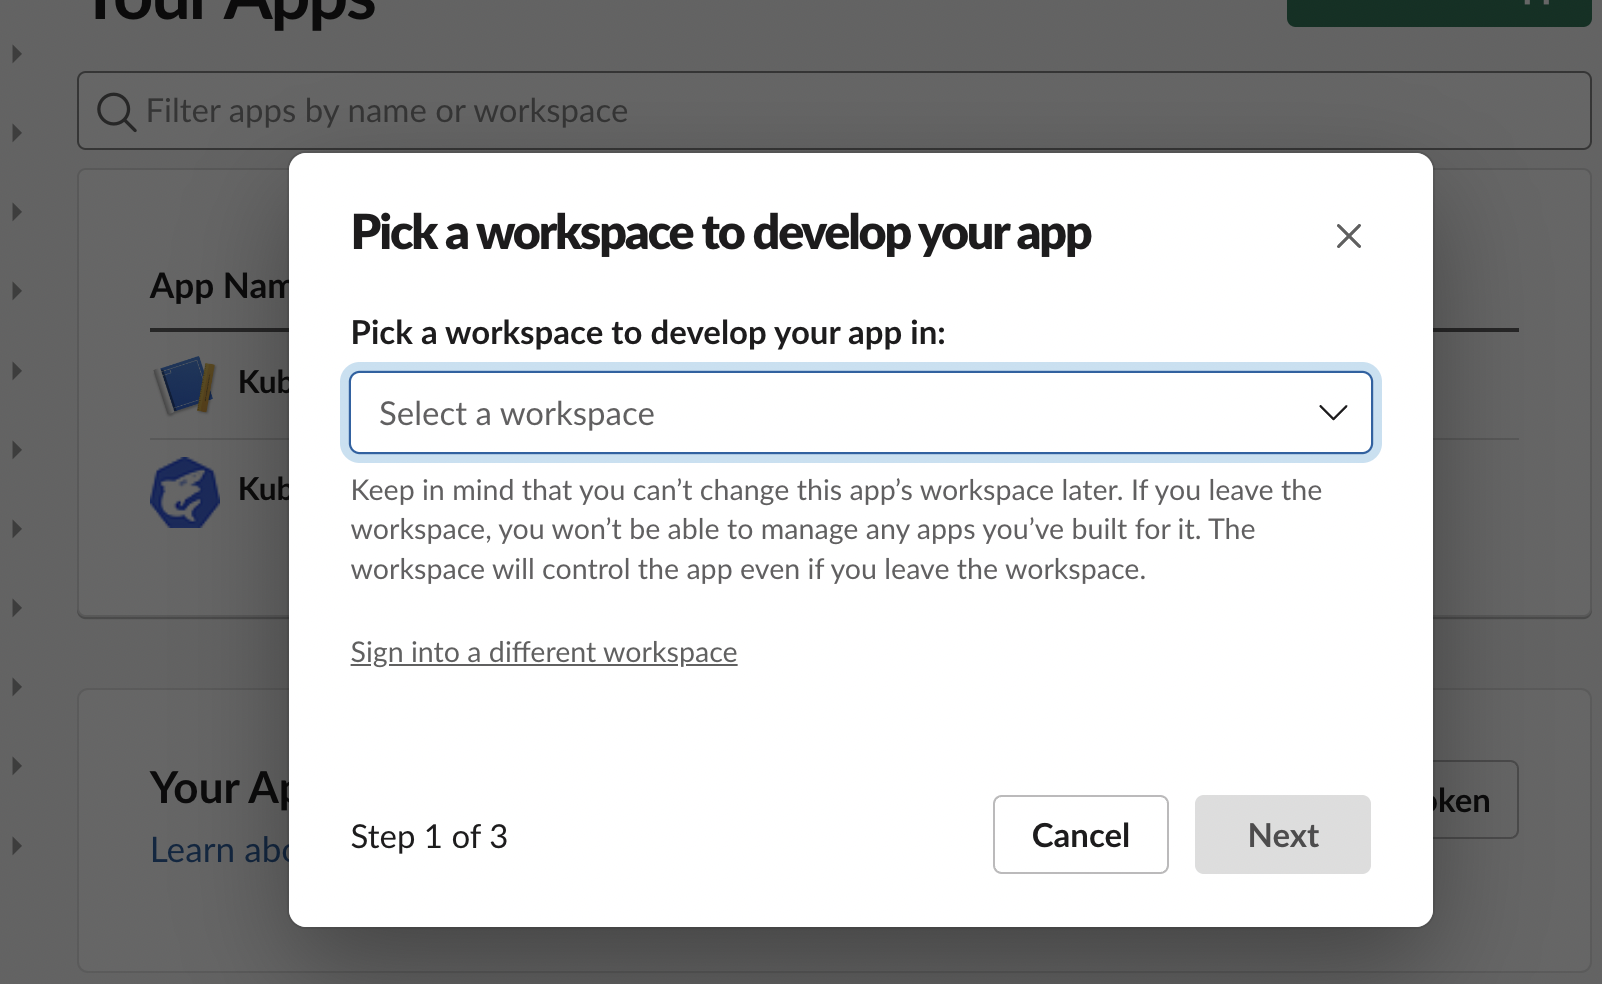 Your Apps
Filter apps by name or workspace
Pick a workspace to develop your app
App Nam
Pick a workspace to develop your app in:
Kub
Select a workspace
Kub
Keep in mind that you can’t change this app’s workspace later. If you leave the
workspace, you won’t be able to manage any apps you’ve built for it. The
workspace will control the app even if you leave the workspace.
Sign into a different workspace
Your Ap
oken
Learn abo
Step 1 of 3
Cancel
Next